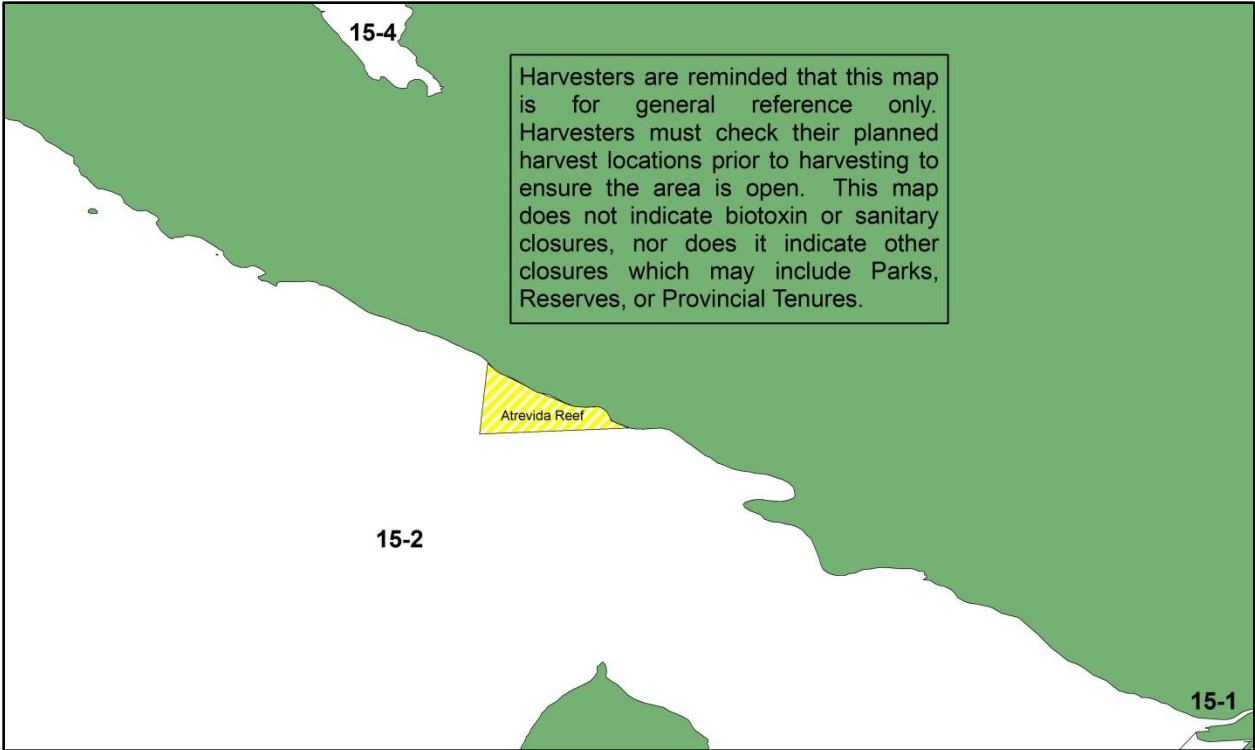 15-4
Harvesters are reminded that this map
is for general reference only.
Harvesters must check their planned
harvest locations prior to harvesting to
ensure the area is open. This map
does not indicate biotoxin or sanitary
closures, nor does it indicate other
closures which may include Parks,
Reserves, or Provincial Tenures.
Atrevida Reef
15-2
15-1